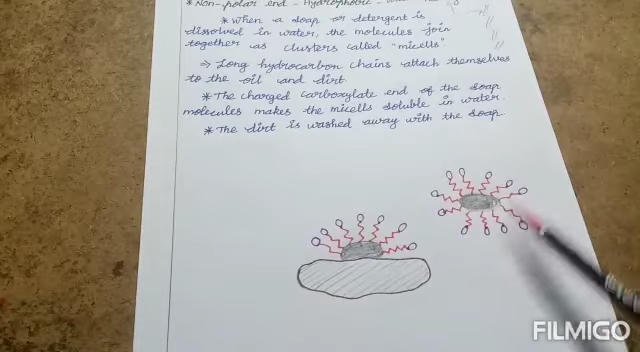 * Non-polar end - Hydrophobic - Water
* When a soap or detergent is
dissolved in water, the molecules join
together as clusters called "micells"
⇒ Long hydrocarbon chains attach themselves
to the oil and dirt
* The charged carboxylate end of the soap
molecules makes the micells soluble in water.
* The dirt is washed away with the soap.
FILMIGO